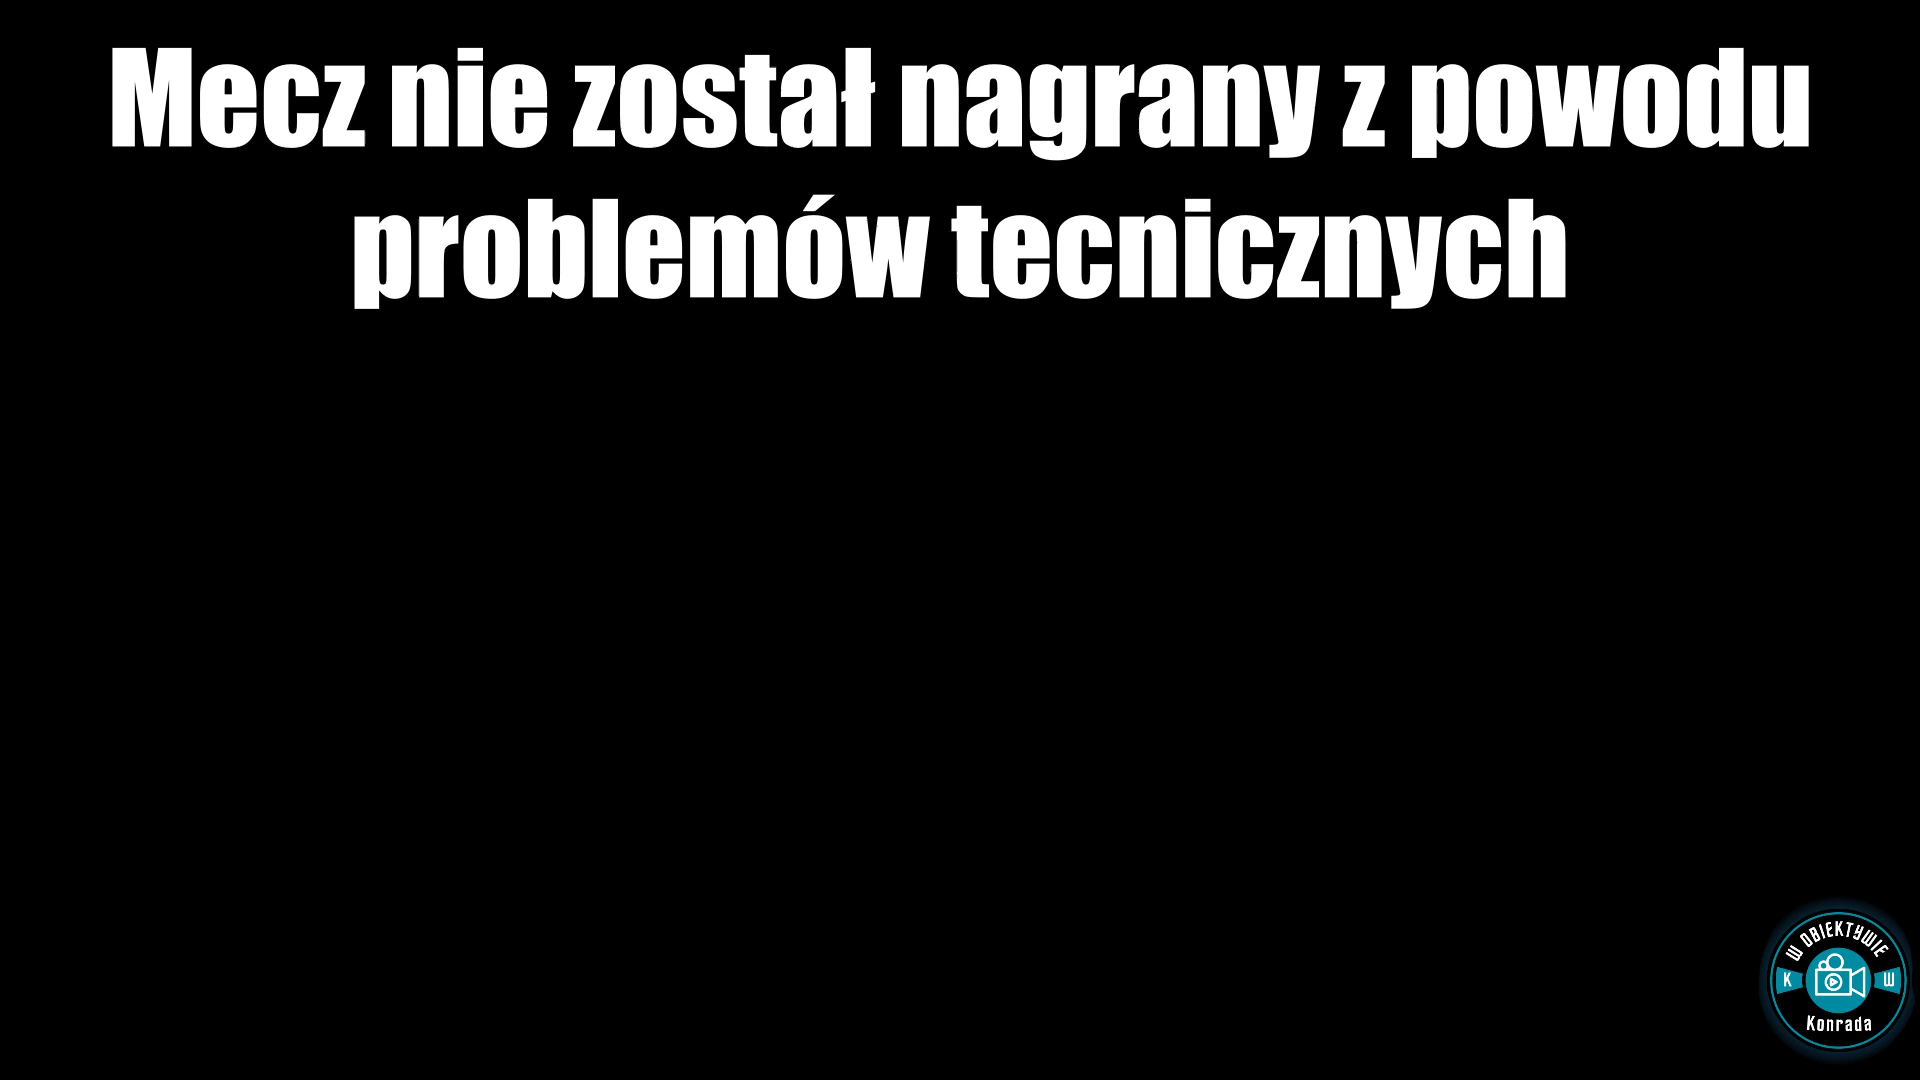 Mecz nie został nagrany z powodu
problemów tecnicznych
W OBIEKTYWIE
K W
Konrada